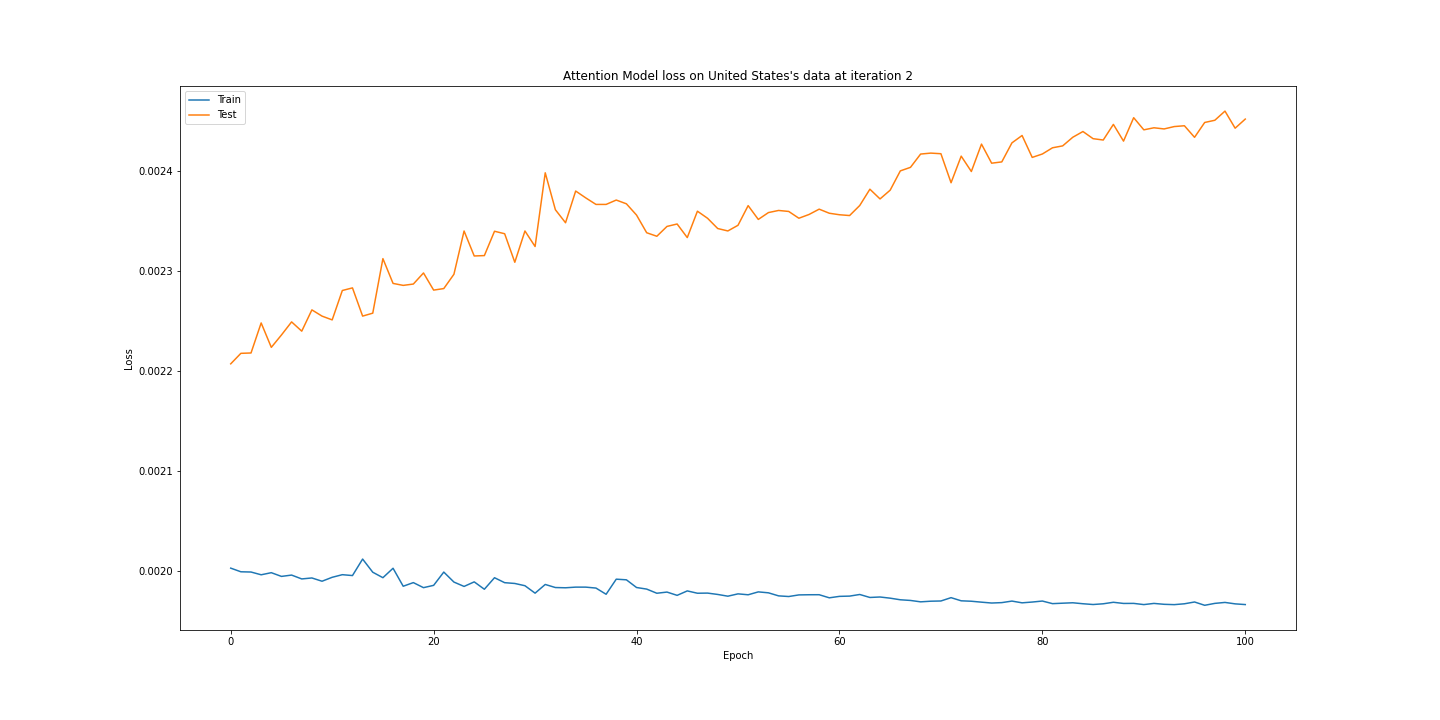 Attention Model loss on United States's data at iteration 2
Train
Test
Loss
0.0024
0.0023
0.0022
0.0021
0.0020
0 20 40 60 80 100
Epoch